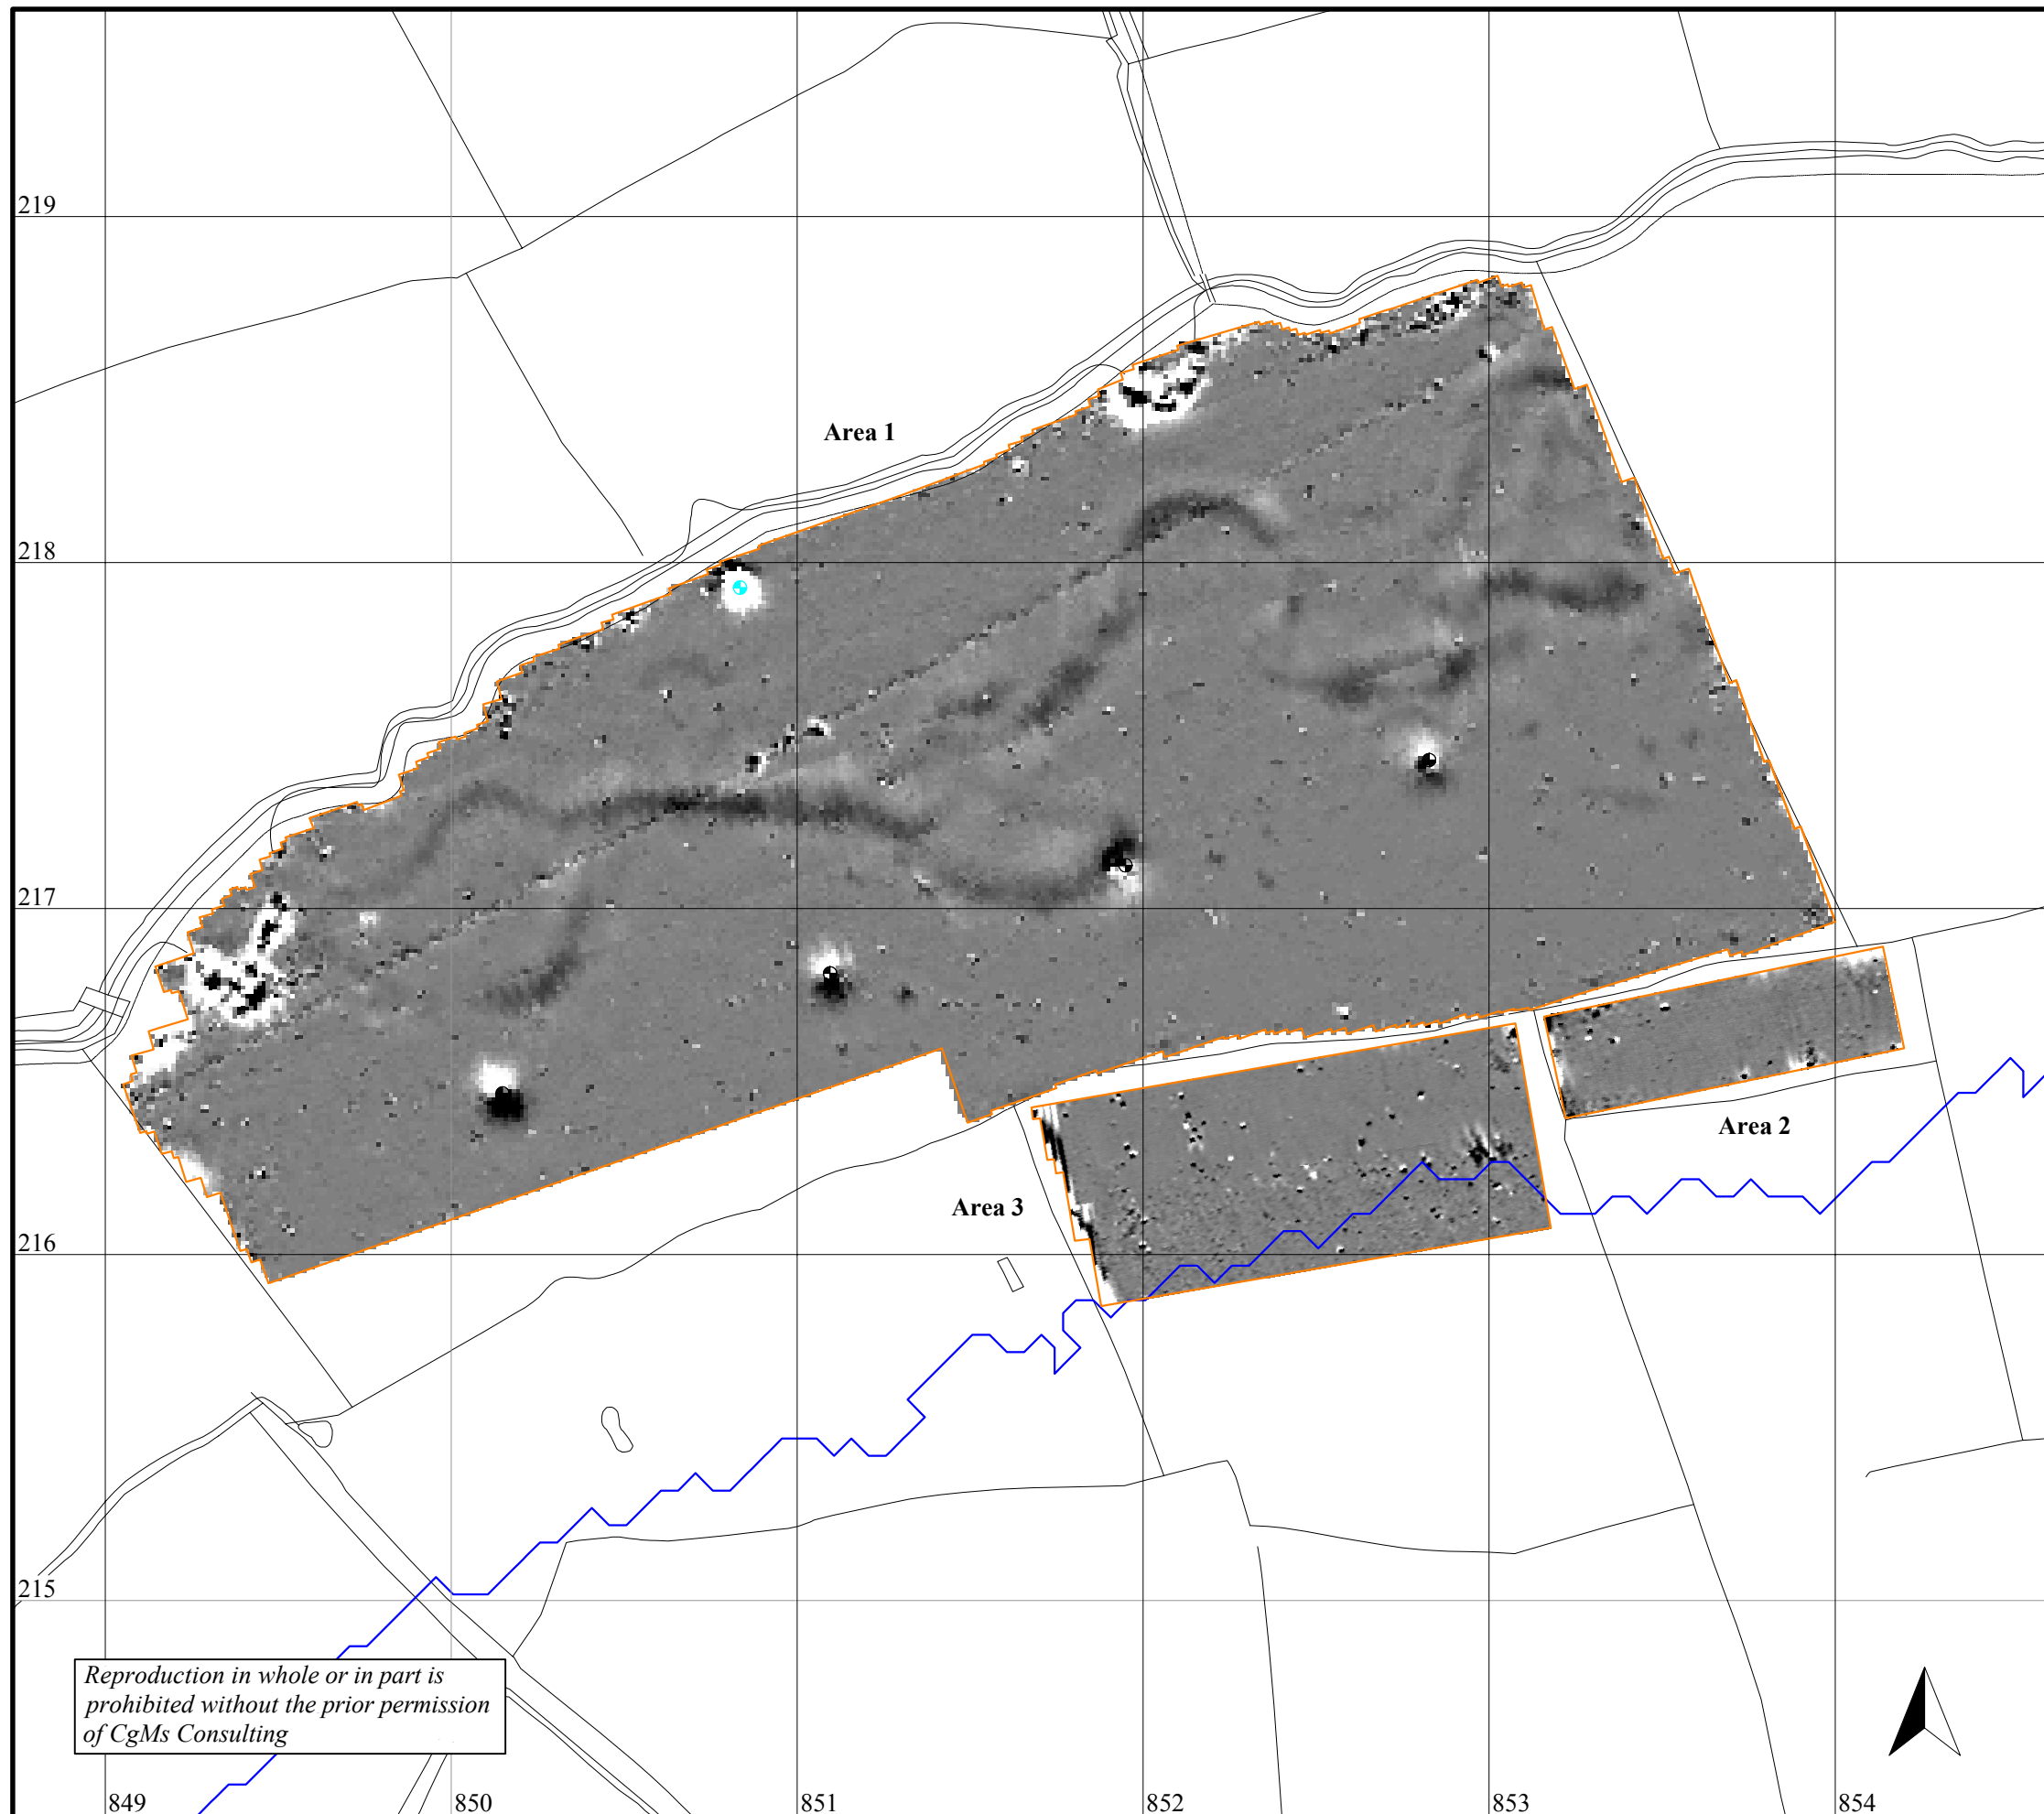 219
Area 1
218
217
Area 2
Area 3
216
215
Reproduction in whole or in part is
prohibited without the prior permission
of CgMs Consulting
849 850 851 852 853 854